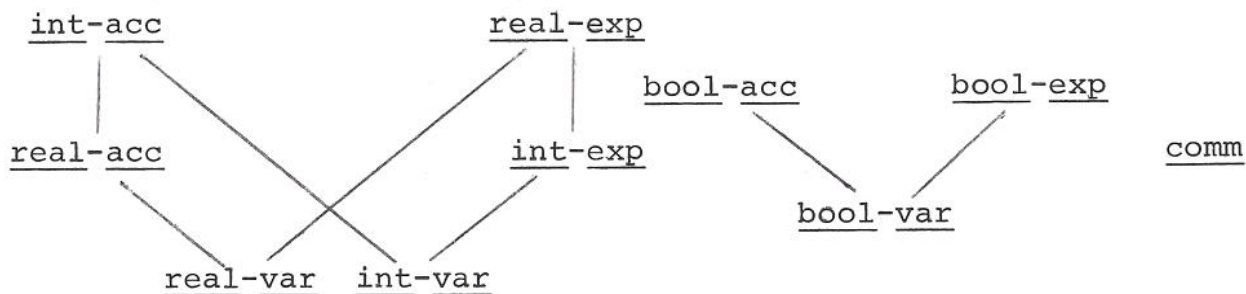 int-acc real-exp
bool-acc bool-exp
real-acc int-exp comm
bool-var
real-var int-var